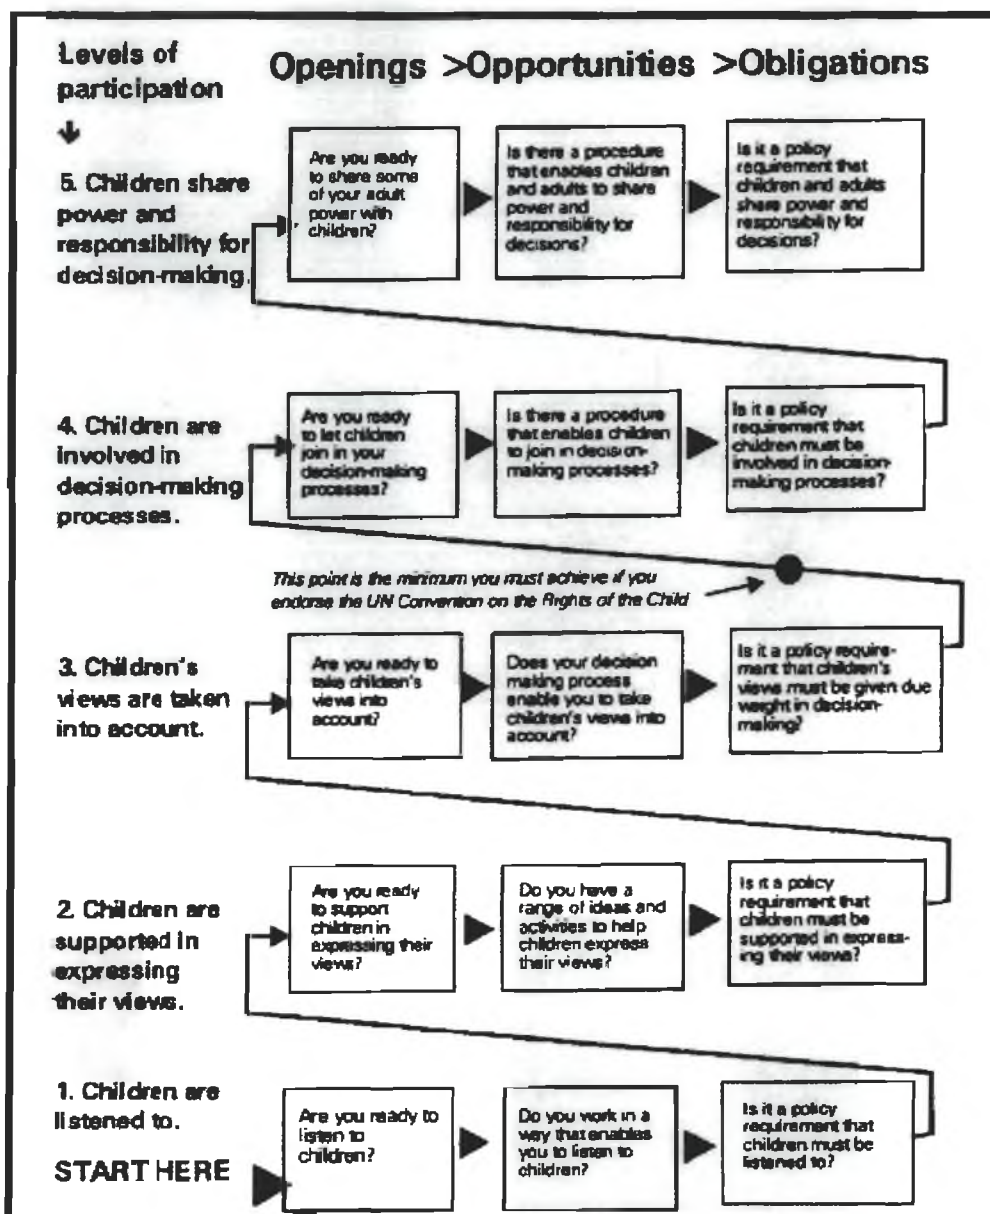 Levels of
participation
Openings >Opportunities >Obligations
5. Children share
power and
responsibility for
decision-making.
Are you ready
to share some
of your adult
power with
children?
Is there a procedure
that enables children
and adults to share
power and
responsibility for
decisions?
Is it a policy
requirement that
children and adults
share power and
responsibility for
decisions?
4. Children are
involved in
decision-making
processes.
Are you ready
to let children
join in your
decision-making
processes?
Is there a procedure
that enables children
to join in decision-
making processes?
Is it a policy
requirement that
children must be
involved in decision-
making processes?
This point is the minimum you must achieve if you
endorse the UN Convention on the Rights of the Child
3. Children's
views are taken
into account.
Are you ready to
take children's
views into
account?
Does your decision
making process
enable you to take
children's views into
account?
Is it a policy require-
ment that children's
views must be given due
weight in decision-
making?
2. Children are
supported in
expressing
their views.
Are you ready
to support
children in
expressing their
views?
Do you have a
range of ideas and
activities to help
children express
their views?
Is it a policy
requirement that
children must be
supported in express-
ing their views?
1. Children are
listened to.
START HERE
Are you ready to
listen to
children?
Do you work in a
way that enables
you to listen to
children?
Is it a policy
requirement that
children must be
listened to?